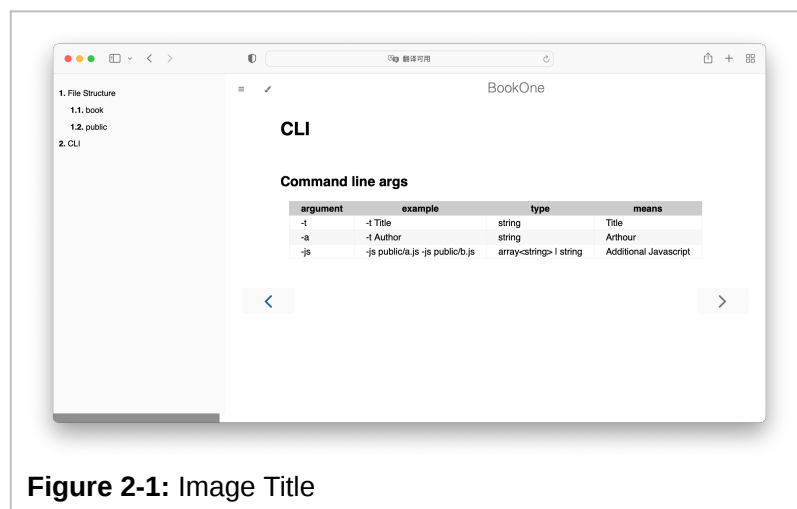 翻译可用
1. File Structure
1.1. book
1.2. public
2. CLI
BookOne
CLI
Command line args
argument example type means
-t -t Title string Title
-a -t Author string Arthour
-js -js public/a.js -js public/b.js array<string> | string Additional Javascript
Figure 2-1: Image Title